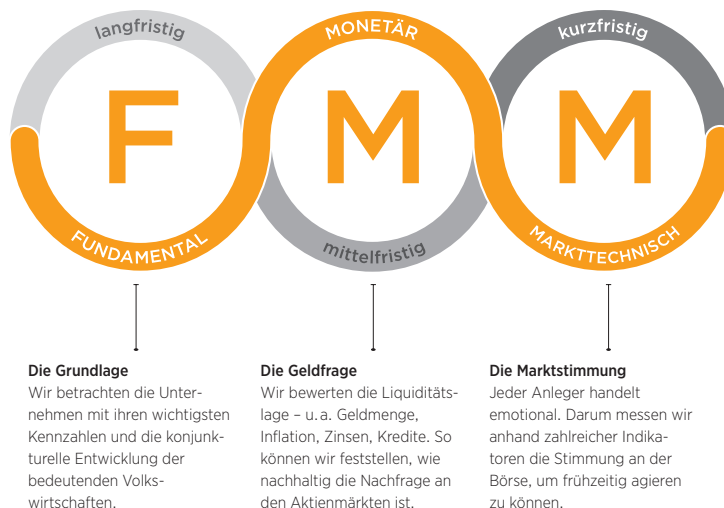 langfristig
MONETÄR
kurzfristig
F
M
M
FUNDAMENTAL
mittelfristig
MARKTTECHNISCH
Die Grundlage
Wir betrachten die Unter-
nehmen mit ihren wichtigsten
Kennzahlen und die konjunk-
turelle Entwicklung der
bedeutenden Volks-
wirtschaften.
Die Geldfrage
Wir bewerten die Liquiditäts-
lage – u. a. Geldmenge,
Inflation, Zinsen, Kredite. So
können wir feststellen, wie
nachhaltig die Nachfrage an
den Aktienmärkten ist.
Die Marktstimmung
Jeder Anleger handelt
emotional. Darum messen wir
anhand zahlreicher Indika-
toren die Stimmung an der
Börse, um frühzeitig agieren
zu können.